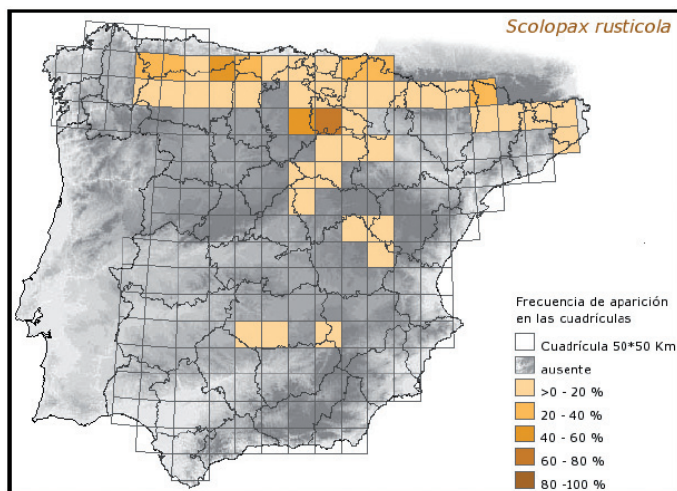 Scolopax rusticola
Frecuencia de aparición
en las cuadrículas
Cuadrícula 50*50 Km
ausente
>0 - 20 %
20 - 40 %
40 - 60 %
60 - 80 %
80 -100 %